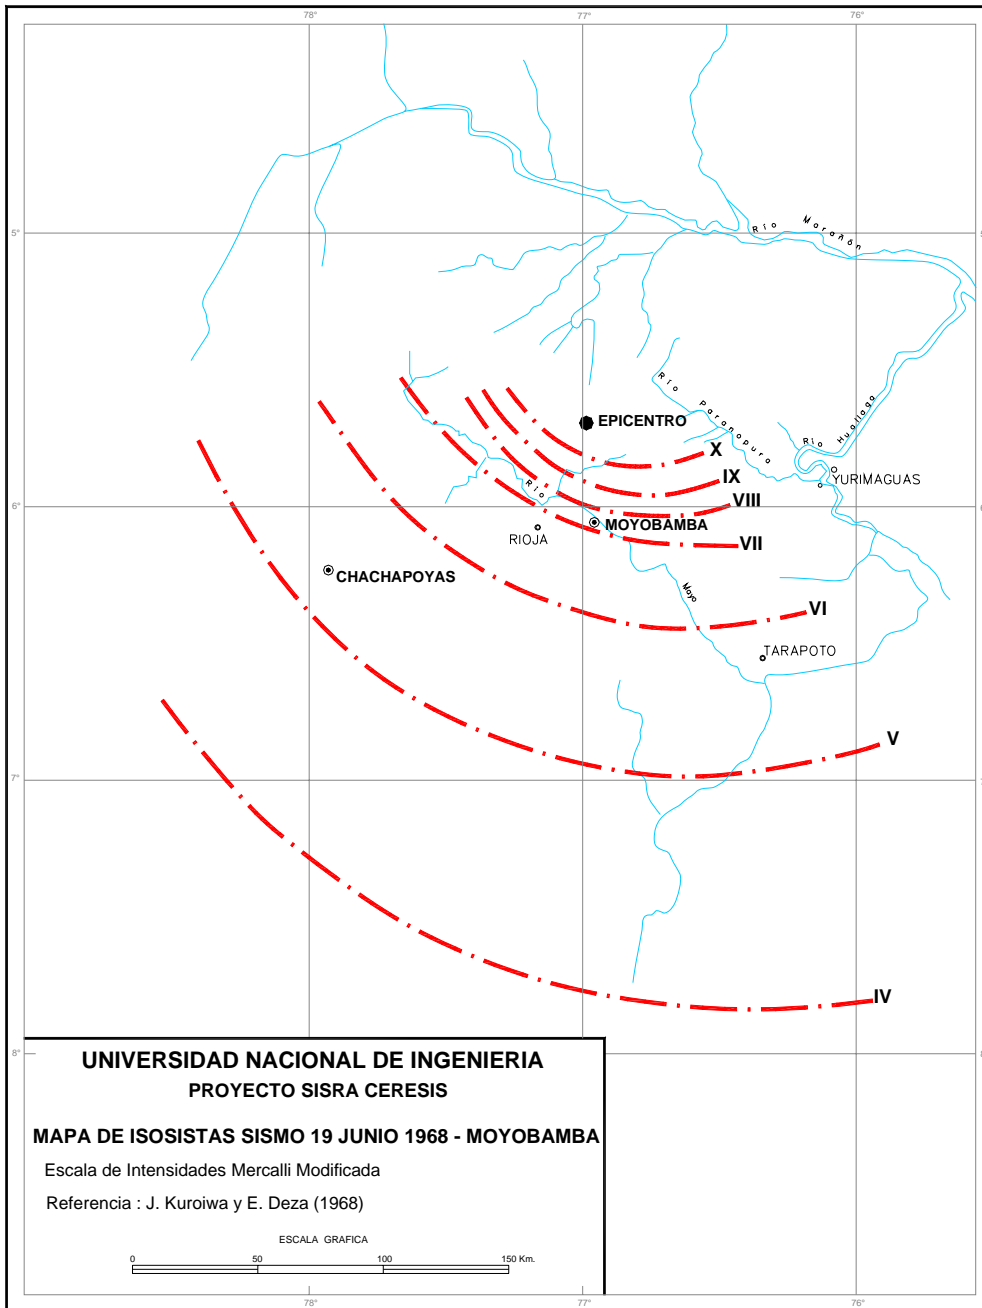 78°
77°
76°
5°
Río Marañón
5
Río Paranapura
Río Huallaga
EPICENTRO
X
IX
YURIMAGUAS
VIII
Río
MOYOBAMBA
RIOJA
VII
6°
6
CHACHAPOYAS
Mayo
VI
TARAPOTO
V
7°
IV
8°
UNIVERSIDAD NACIONAL DE INGENIERIA
PROYECTO SISRA CERESIS
MAPA DE ISOSISTAS SISMO 19 JUNIO 1968 - MOYOBAMBA
Escala de Intensidades Mercalli Modificada
Referencia : J. Kuroiwa y E. Deza (1968)
ESCALA GRAFICA
0 50 100 150 Km.
78°
77°
76°